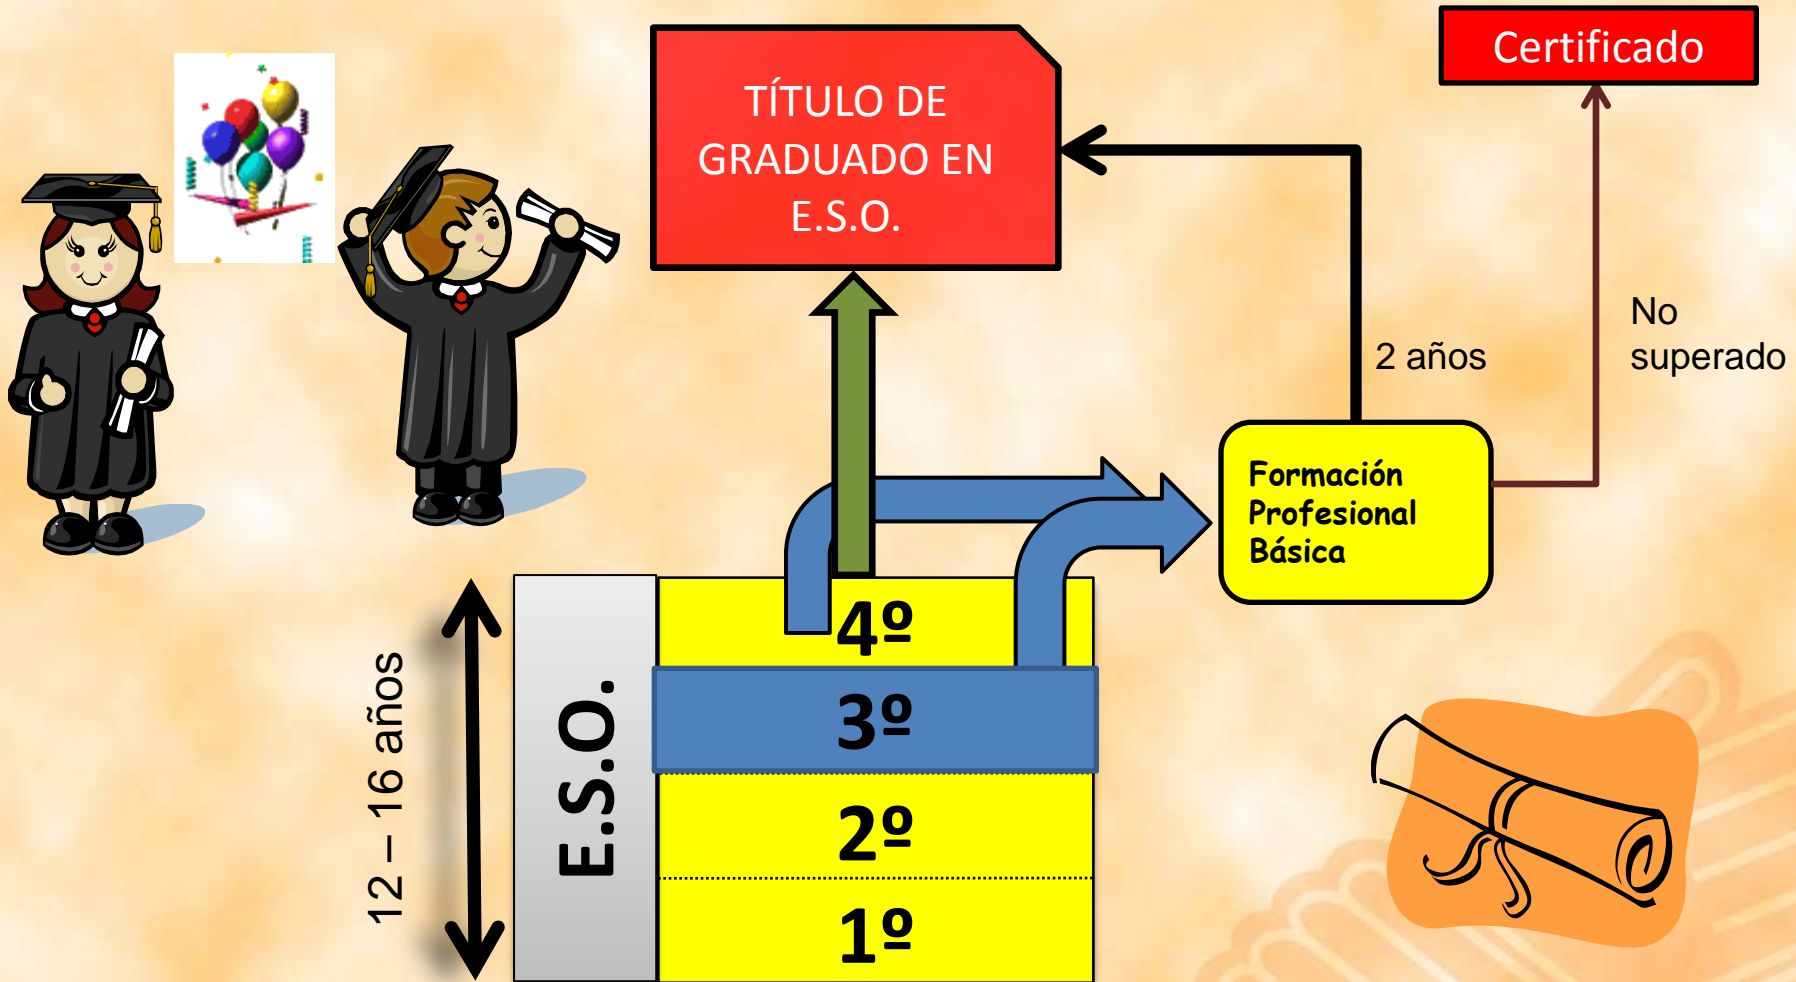 Certificado
TÍTULO DE
GRADUADO EN
E.S.O.
No
superado
2 años
Formación
Profesional
Básica
12 – 16 años
E.S.O.
4º
3º
2º
1º